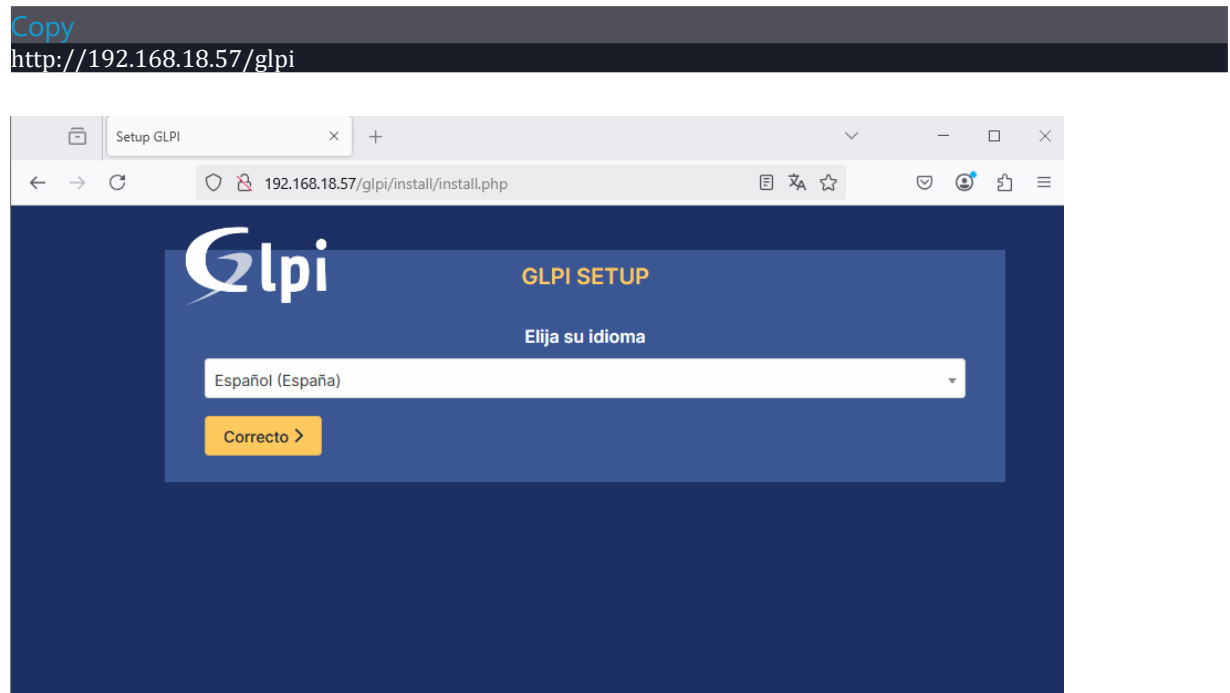 Copy
http://192.168.18.57/glpi
Setup GLPI
192.168.18.57/glpi/install/install.php
Glpi
GLPI SETUP
Elija su idioma
Español (España)
Correcto